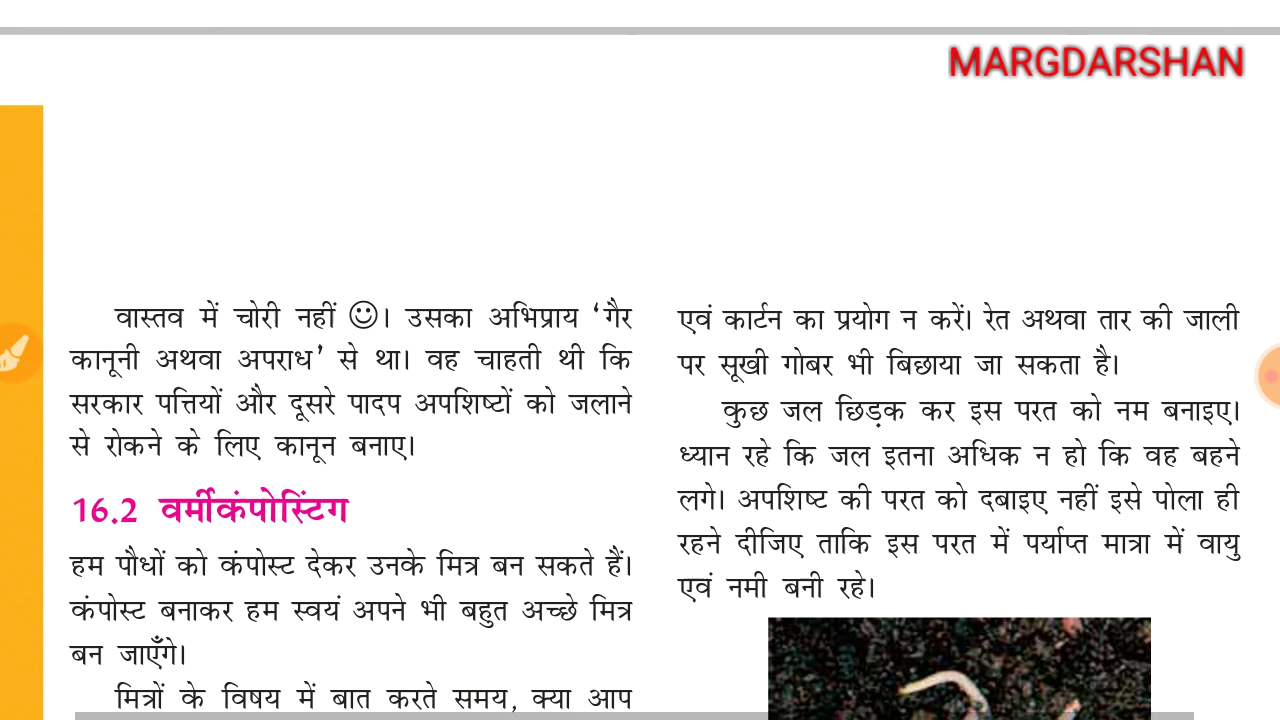 MARGDARSHAN
वास्तव में चोरी नहीं ☺। उसका अभिप्राय ‘गैर
कानूनी अथवा अपराध’ से था। वह चाहती थी कि
सरकार पत्तियों और दूसरे पादप अपशिष्टों को जलाने
से रोकने के लिए कानून बनाए।
16.2 वर्मीकंपोस्टिंग
हम पौधों को कंपोस्ट देकर उनके मित्र बन सकते हैं।
कंपोस्ट बनाकर हम स्वयं अपने भी बहुत अच्छे मित्र
बन जाएँगे।
मित्रों के विषय में बात करते समय, क्या आप
एवं कार्टन का प्रयोग न करें। रेत अथवा तार की जाली
पर सूखी गोबर भी बिछाया जा सकता है।
कुछ जल छिड़क कर इस परत को नम बनाइए।
ध्यान रहे कि जल इतना अधिक न हो कि वह बहने
लगे। अपशिष्ट की परत को दबाइए नहीं इसे पोला ही
रहने दीजिए ताकि इस परत में पर्याप्त मात्रा में वायु
एवं नमी बनी रहे।